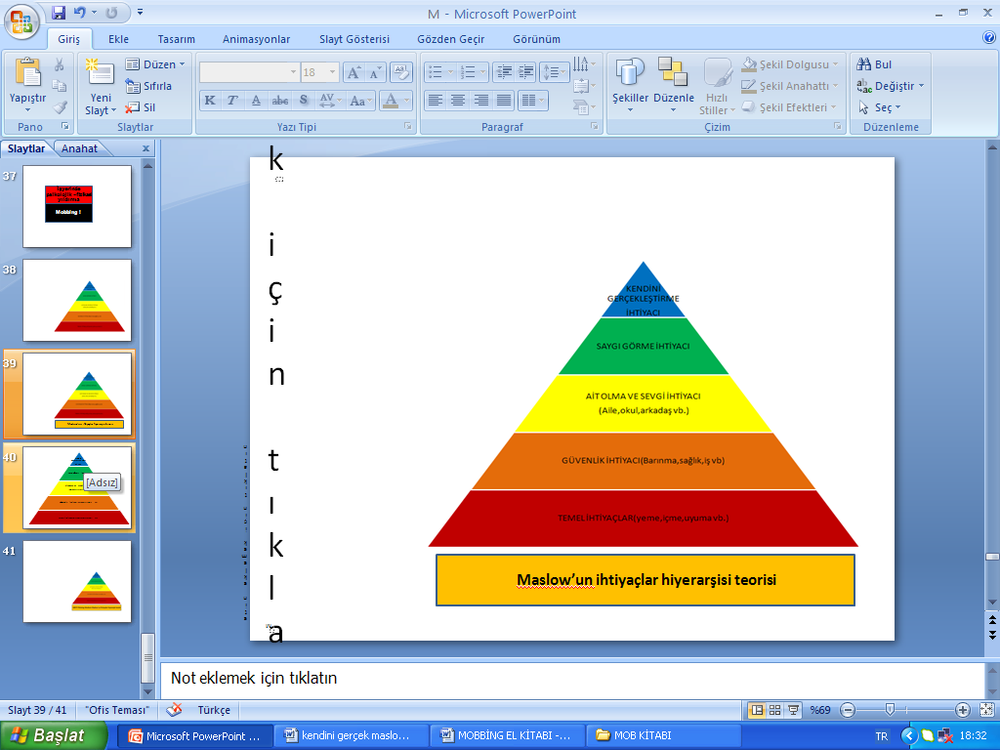 M - Microsoft PowerPoint
Giriş
Ekle
Tasarım
Animasyonlar
Slayt Gösterisi
Gözden Geçir
Görünüm
Yapıştır
Pano
Yeni
Slayt
Düzen
Sıfırla
Sil
Slaytlar
18
K T A abc S AV Aa A
Yazı Tipi
Paragraf
Şekiller
Düzenle
Hızlı
Stiller
Şekil Dolgusu
Şekil Anahattı
Şekil Efektleri
Çizim
Bul
Değiştir
Seç
Düzenleme
Slaytlar
Anahat
37
Mobbing !
38
39
40
[Adsız]
41
k
i
ç
i
n
t
ı
k
l
a
KENDİNİ
GERÇEKLEŞTİRME
İHTİYACI
SAYGI GÖRME İHTİYACI
AİT OLMA VE SEVGİ İHTİYACI
(Aile,okul,arkadaş vb.)
GÜVENLİK İHTİYACI(Barınma,sağlık,iş vb)
TEMEL İHTİYAÇLAR(yeme,içme,uyuma vb.)
Maslow’un ihtiyaçlar hiyerarşisi teorisi
Not eklemek için tıklatın
Slayt 39 / 41
"Ofis Teması"
Türkçe
%69
Başlat
Microsoft PowerPoint ...
kendini gerçek maslo...
MOBBİNG EL KİTABI -...
MOB KİTABI
TR
18:32